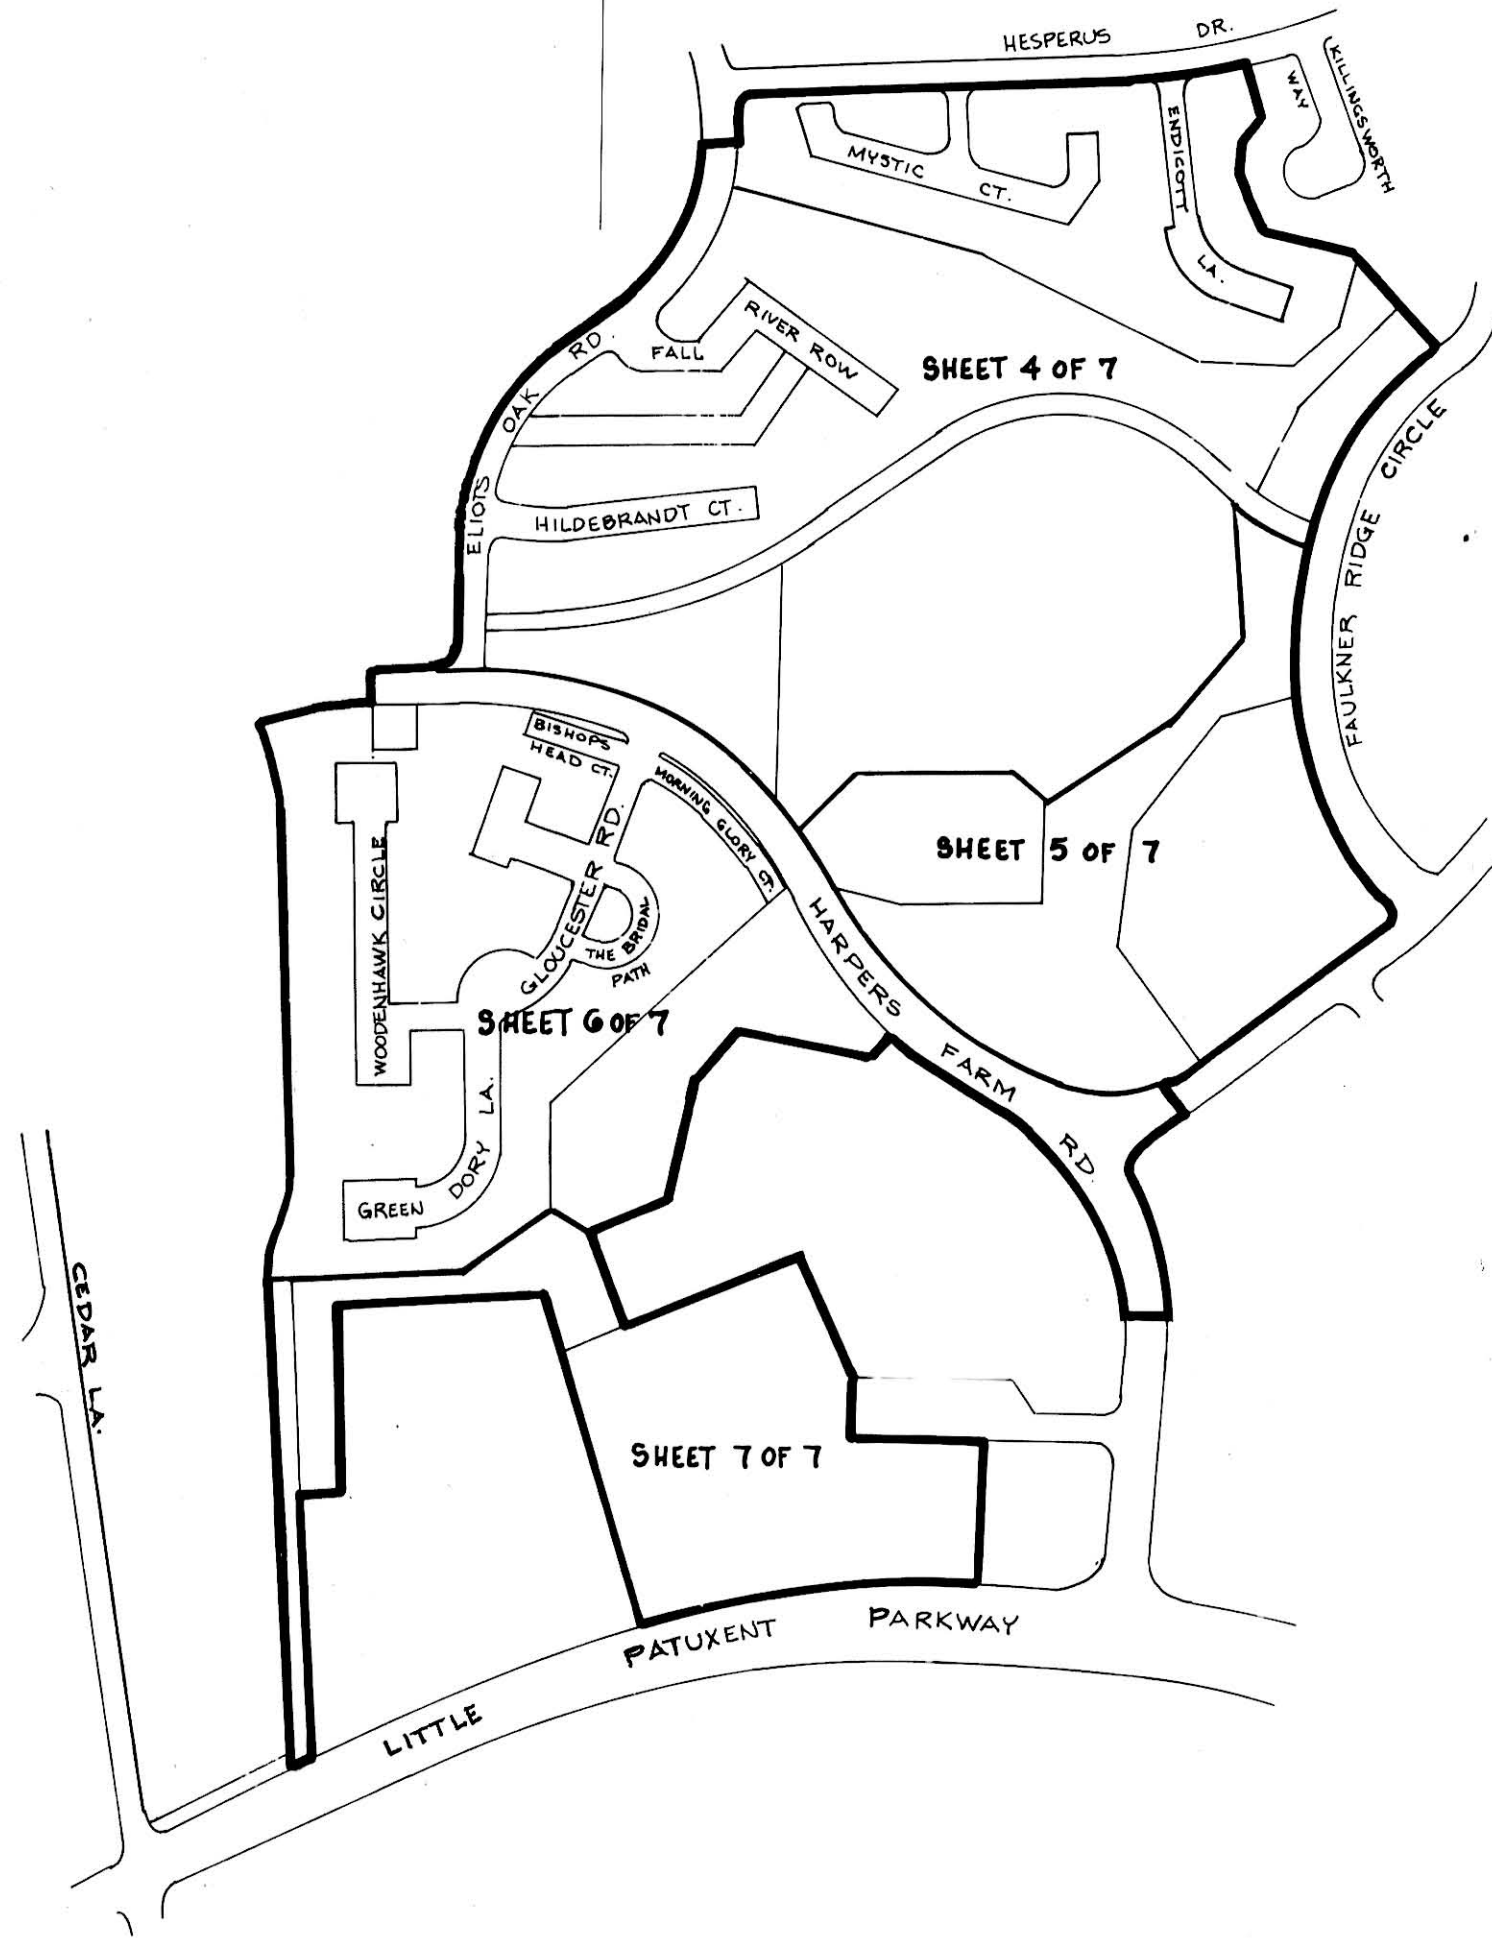 HESPERUS DR.
KILLINGSWORTH
WAY
ENDICOTT
LA.
MYSTIC CT.
RIVER ROW
FALL
SHEET 4 OF 7
ELIOTS OAK RD.
HILDEBRANDT CT.
FAULKNER RIDGE CIRCLE
BISHOPS
HEAD CT.
MORNING GLORY CT.
GLOUCESTER RD.
THE BRIDAL
PATH
WOODENHAWK CIRCLE
SHEET 5 OF 7
HARPERS FARM RD.
SHEET 6 OF 7
GREEN DORY LA.
CEDAR LA.
SHEET 7 OF 7
LITTLE PATUXENT PARKWAY